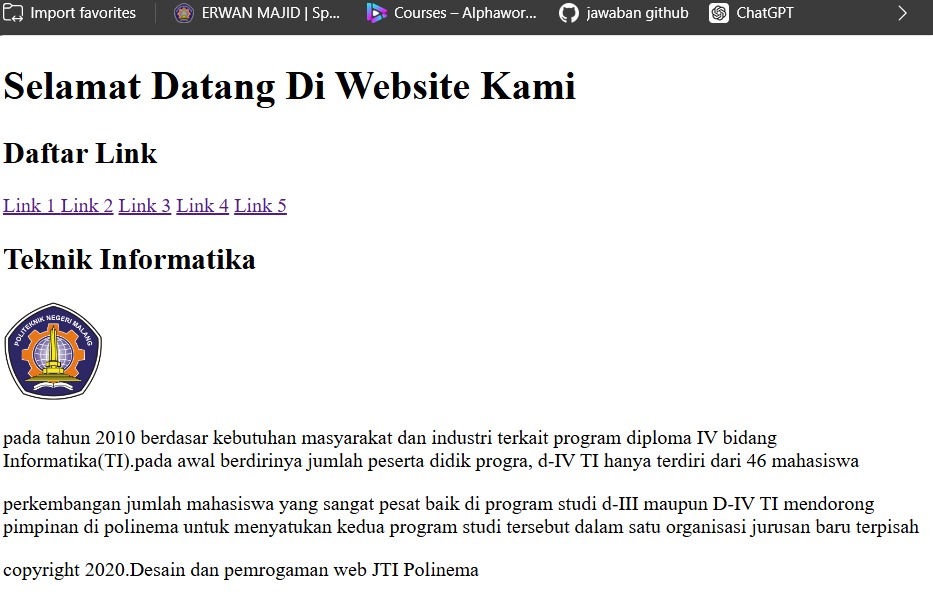 Import favorites ERWAN MAJID | Sp... Courses – Alphawor... jawaban github ChatGPT
Selamat Datang Di Website Kami
Daftar Link
Link 1 Link 2 Link 3 Link 4 Link 5
Teknik Informatika
POLITEKNIK NEGERI MALANG
pada tahun 2010 berdasar kebutuhan masyarakat dan industri terkait program diploma IV bidang
Informatika(TI).pada awal berdirinya jumlah peserta didik progra, d-IV TI hanya terdiri dari 46 mahasiswa
perkembangan jumlah mahasiswa yang sangat pesat baik di program studi d-III maupun D-IV TI mendorong
pimpinan di polinema untuk menyatukan kedua program studi tersebut dalam satu organisasi jurusan baru terpisah
copyright 2020.Desain dan pemrogaman web JTI Polinema